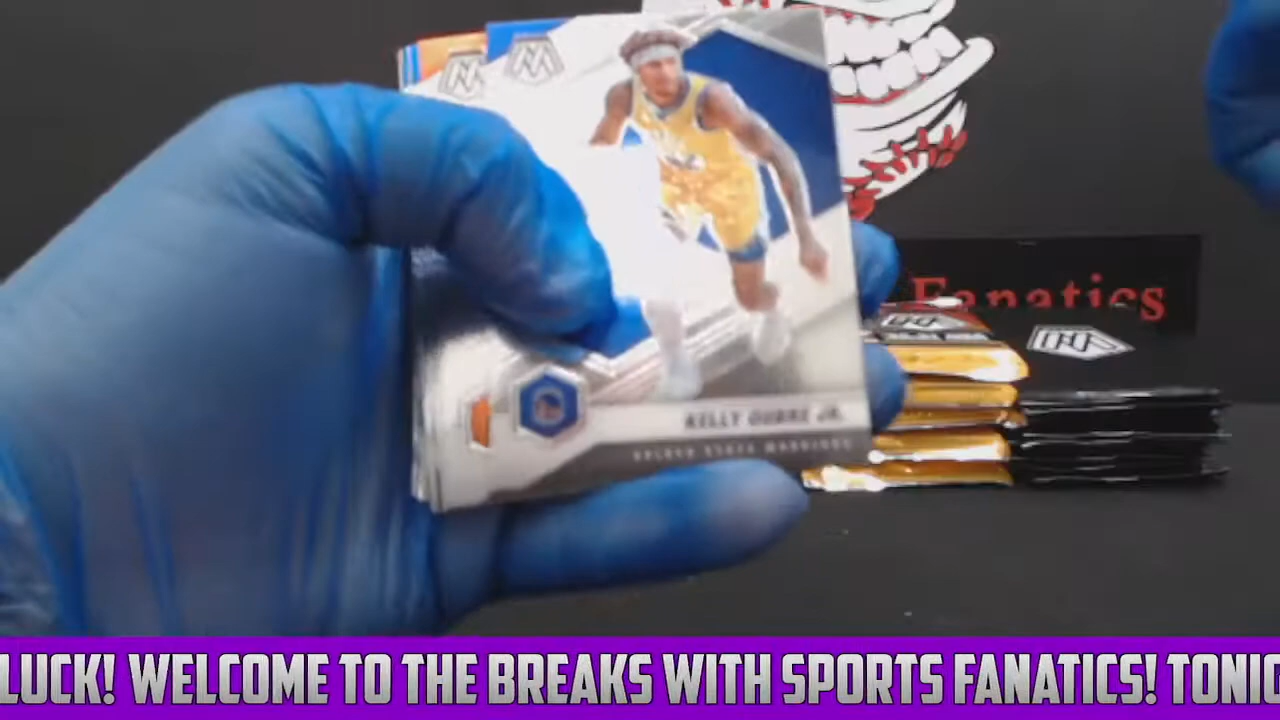 KELLY OUBRE JR.
GOLDEN STATE WARRIORS
Fanatics
LUCK! WELCOME TO THE BREAKS WITH SPORTS FANATICS! TONIG